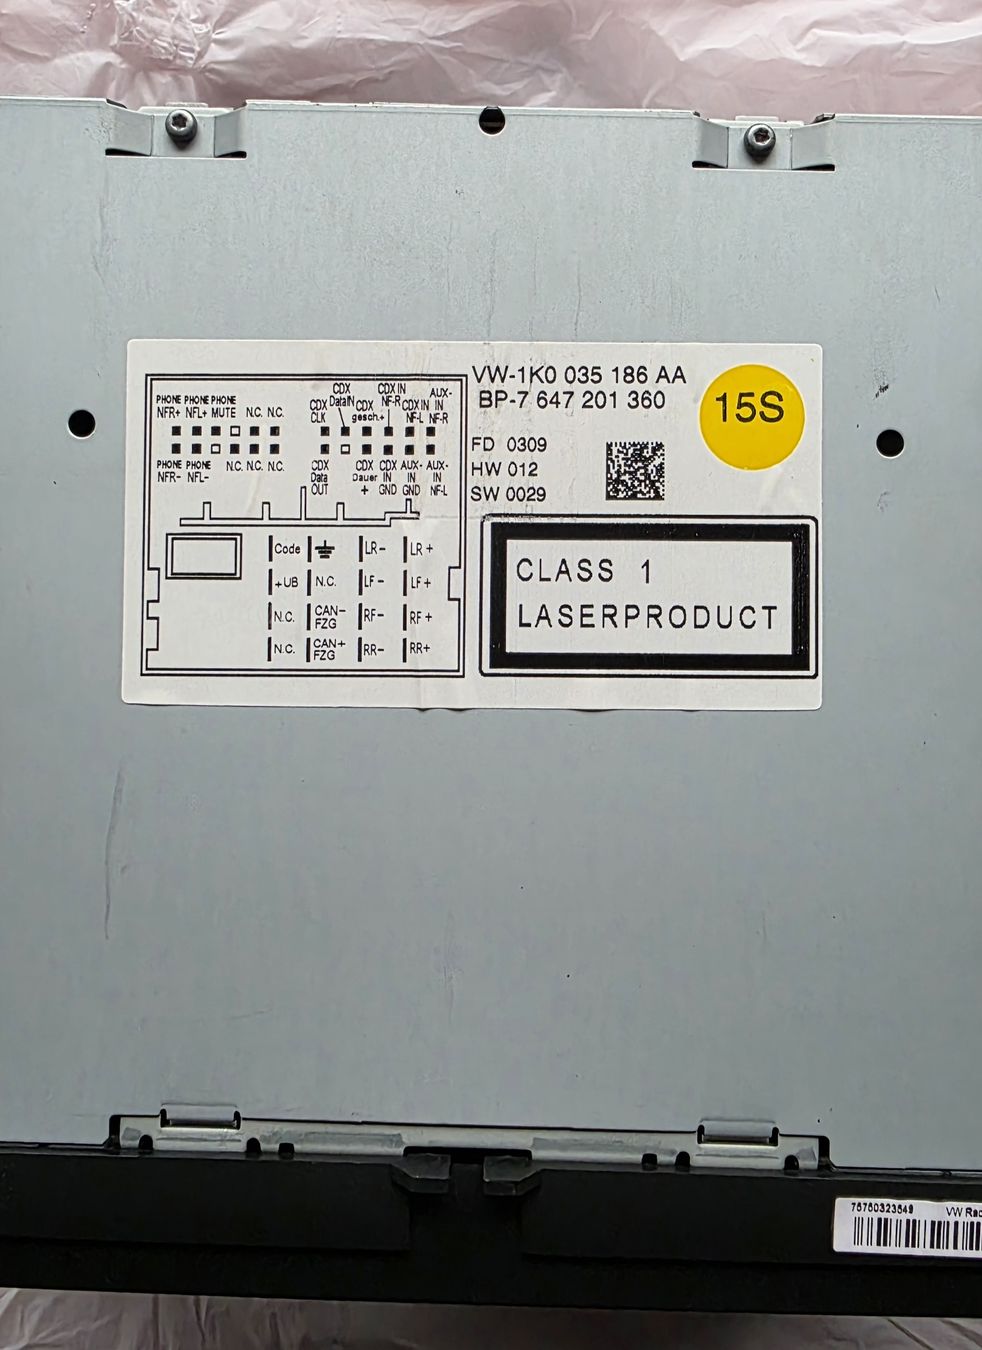 VW-1K0 035 186 AA
BP-7 647 201 360
15S
FD 0309
HW 012
SW 0029
CLASS 1
LASERPRODUCT
PHONE PHONE PHONE
NFR+ NFL+ MUTE N.C. N.C.
PHONE PHONE
NFR- NFL- N.C. N.C. N.C.
CDX CLK
CDX DataIN
CDX gesch.+
CDX IN NF-R
CDX IN NF-L
AUX-IN NF-R
CDX Data OUT
CDX Dauer +
CDX IN GND
AUX-IN GND
AUX-IN NF-L
Code LR- LR+
+UB N.C. LF- LF+
N.C. CAN- FZG RF- RF+
N.C. CAN+ FZG RR- RR+
76760323549 VW Rad